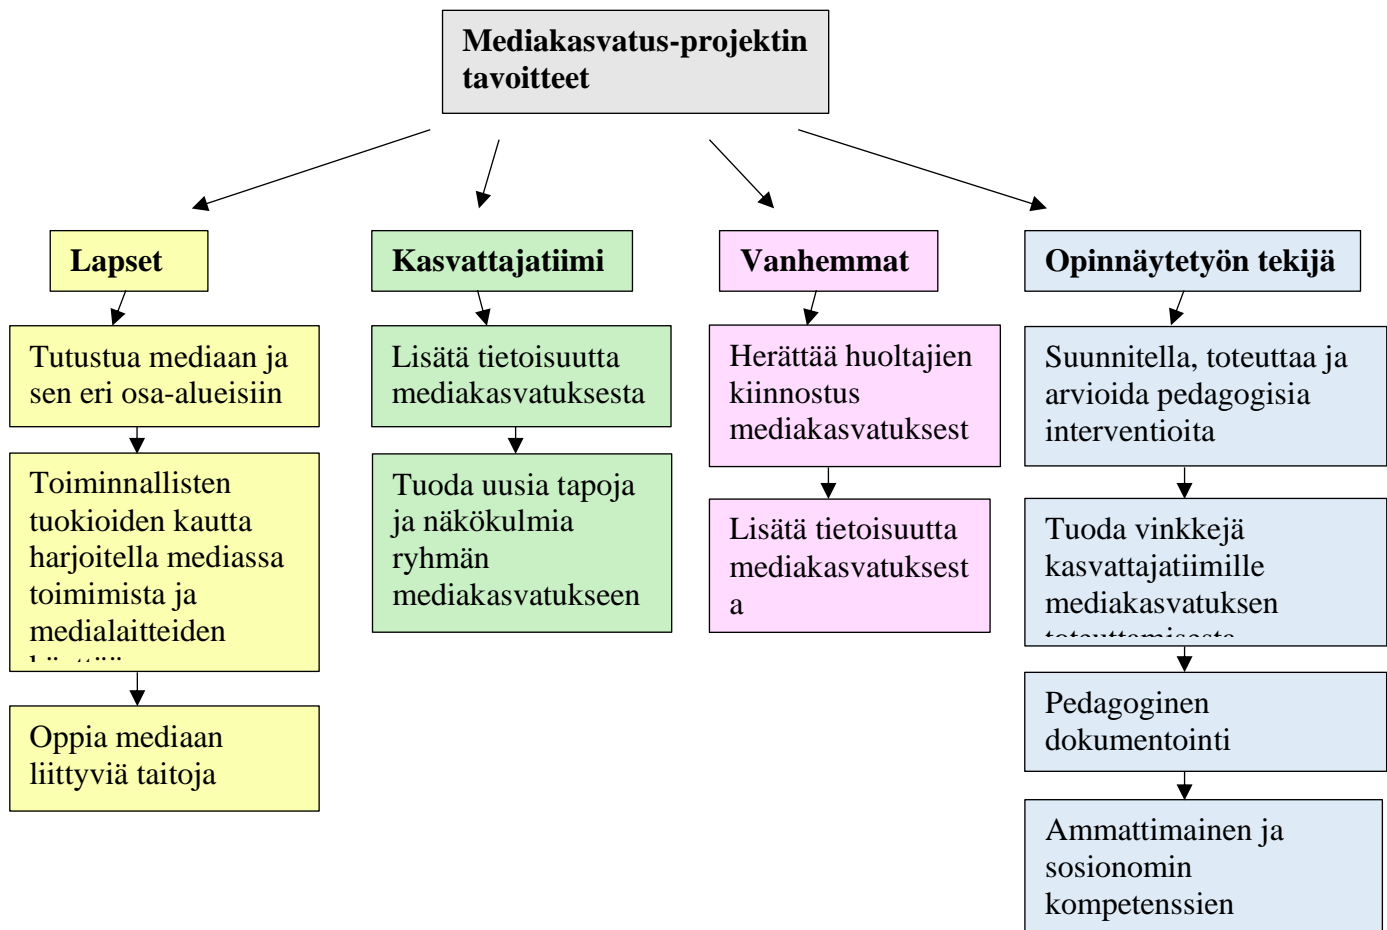 Mediakasvatus-projektin
tavoitteet
Lapset
Kasvattajatiimi
Vanhemmat
Opinnäytetyön tekijä
Tutustua mediaan ja
sen eri osa-alueisiin
Toiminnallisten
tuokioiden kautta
harjoitella mediassa
toimimista ja
medialaitteiden
Oppia mediaan
liittyviä taitoja
Lisätä tietoisuutta
mediakasvatuksesta
Tuoda uusia tapoja
ja näkökulmia
ryhmän
mediakasvatukseen
Herättää huoltajien
kiinnostus
mediakasvatuksest
Lisätä tietoisuutta
mediakasvatuksest
a
Suunnitella, toteuttaa ja
arvioida pedagogisia
interventioita
Tuoda vinkkejä
kasvattajatiimille
mediakasvatuksen
toteuttamisesta
Pedagoginen
dokumentointi
Ammattimainen ja
sosionomin
kompetenssien